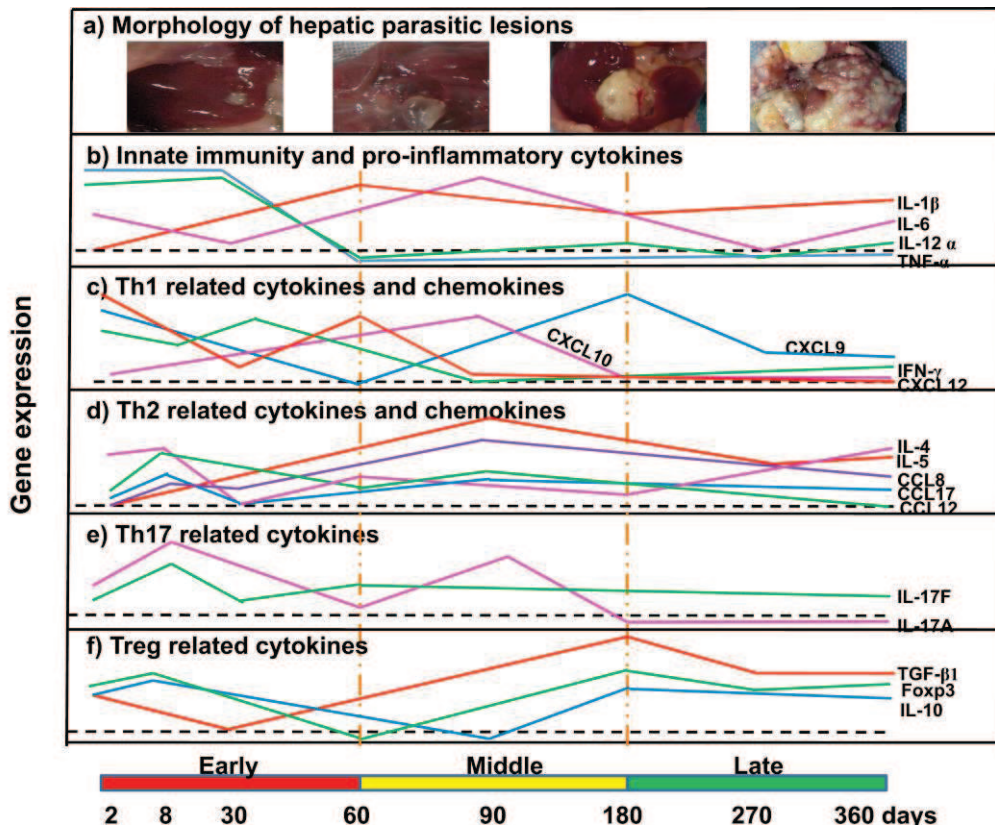 a) Morphology of hepatic parasitic lesions
b) Innate immunity and pro-inflammatory cytokines
IL-1β
IL-6
IL-12 α
TNF-α
c) Th1 related cytokines and chemokines
CXCL10
CXCL9
IFN-γ
CXCL12
d) Th2 related cytokines and chemokines
IL-4
IL-5
CCL8
CCL17
CCL12
e) Th17 related cytokines
IL-17F
IL-17A
f) Treg related cytokines
TGF-β1
Foxp3
IL-10
Gene expression
Early Middle Late
2 8 30 60 90 180 270 360 days